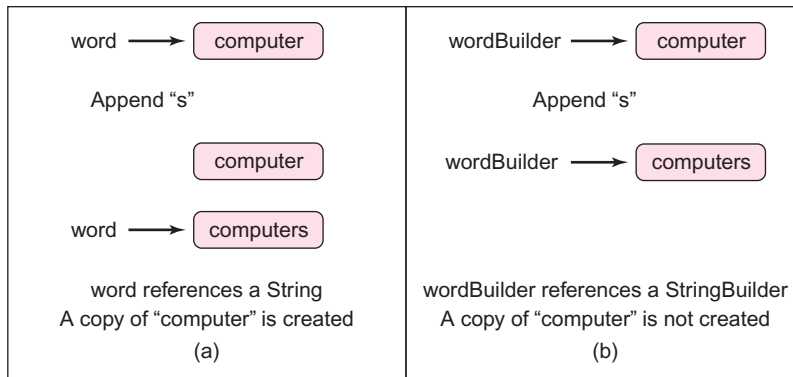 word computer
Append “s”
computer
word computers
word references a String
A copy of “computer” is created
(a)
wordBuilder computer
Append “s”
wordBuilder computers
wordBuilder references a StringBuilder
A copy of “computer” is not created
(b)